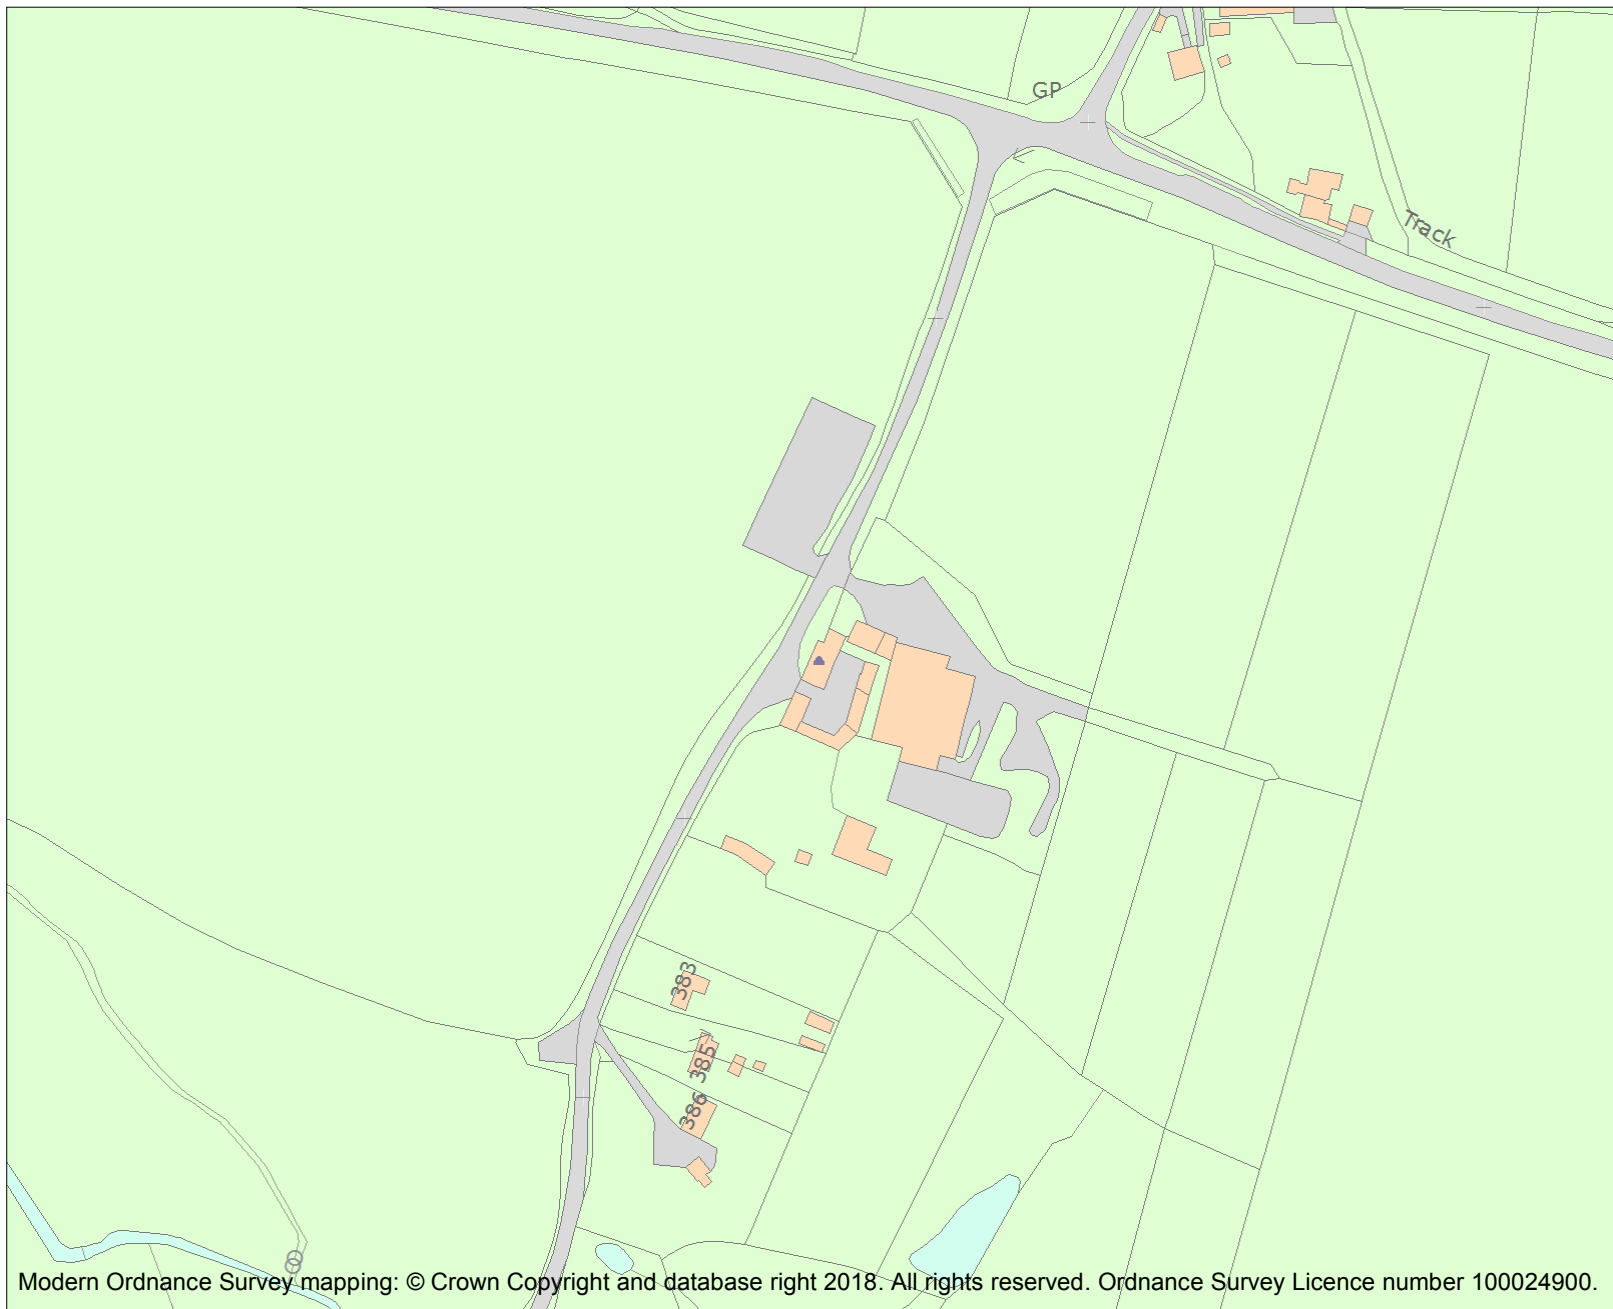 GP
Track
383
385
386
Modern Ordnance Survey mapping: © Crown Copyright and database right 2018. All rights reserved. Ordnance Survey Licence number 100024900.